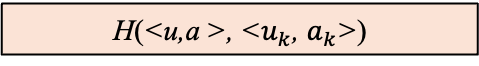 H(<u,a >, <uₖ, aₖ>)